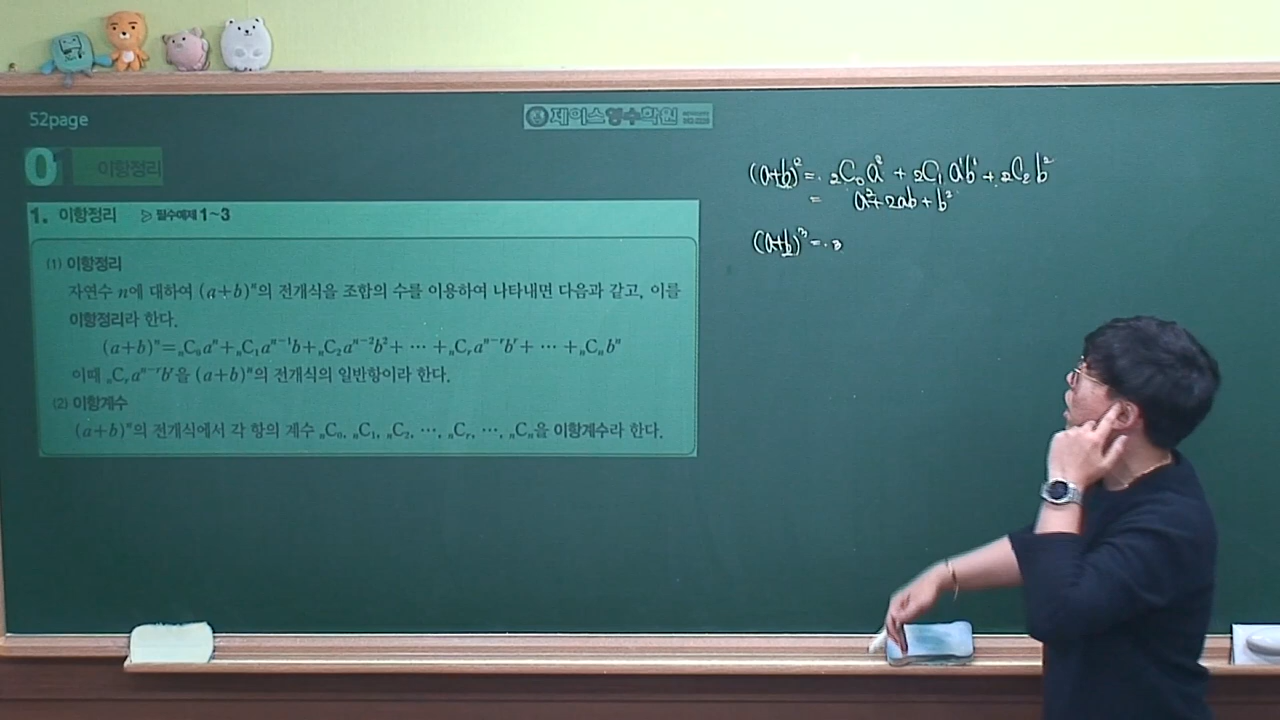 52page
제이스영수학원
01 이항정리
1. 이항정리 ▷ 필수예제 1~3
(1) 이항정리
자연수 n에 대하여 (a+b)ⁿ의 전개식을 조합의 수를 이용하여 나타내면 다음과 같고, 이를
이항정리라 한다.
(a+b)ⁿ=ₙC₀aⁿ+ₙC₁aⁿ⁻¹b+ₙC₂aⁿ⁻²b²+ ⋯ +ₙCᵣaⁿ⁻ʳbʳ+ ⋯ +ₙCₙbⁿ
이때 ₙCᵣaⁿ⁻ʳbʳ을 (a+b)ⁿ의 전개식의 일반항이라 한다.
(2) 이항계수
(a+b)ⁿ의 전개식에서 각 항의 계수 ₙC₀, ₙC₁, ₙC₂, ⋯, ₙCᵣ, ⋯, ₙCₙ을 이항계수라 한다.
(a+b)² = ₂C₀a² + ₂C₁a¹b¹ + ₂C₂b²
= a²+2ab+b²
(a+b)³ = ₃